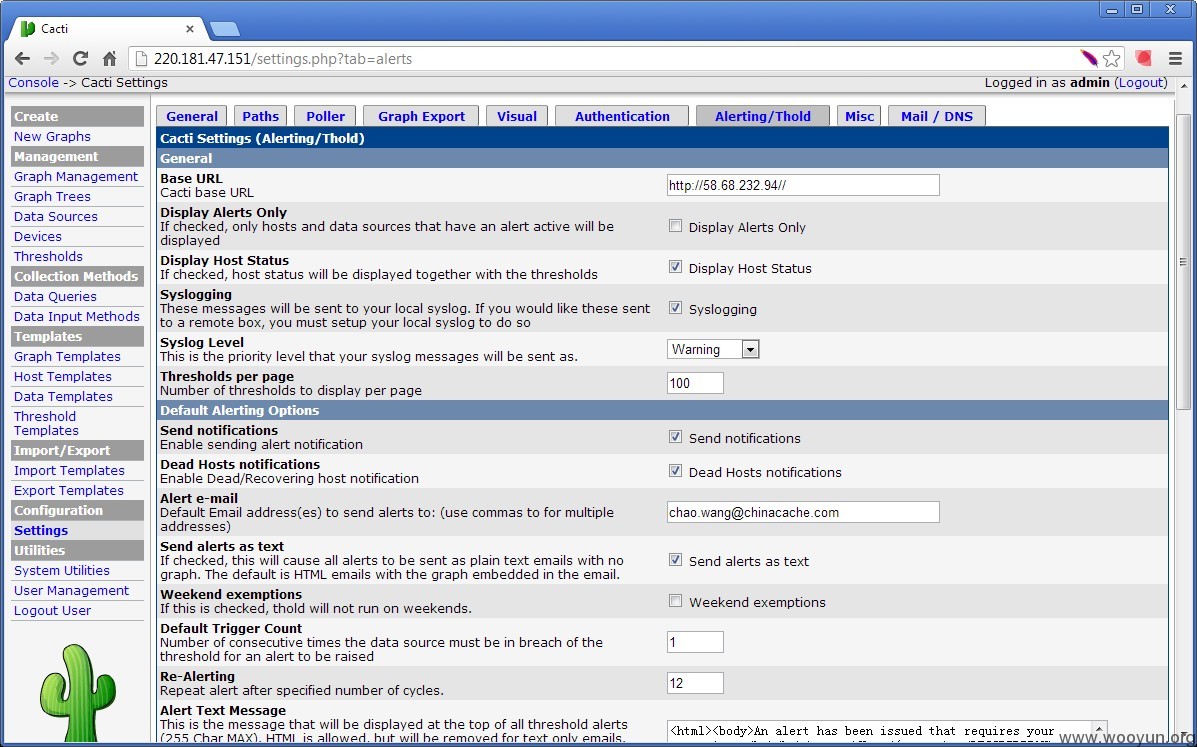 Cacti
220.181.47.151/settings.php?tab=alerts
Console -> Cacti Settings
Logged in as admin (Logout)
Create
New Graphs
Management
Graph Management
Graph Trees
Data Sources
Devices
Thresholds
Collection Methods
Data Queries
Data Input Methods
Templates
Graph Templates
Host Templates
Data Templates
Threshold
Templates
Import/Export
Import Templates
Export Templates
Configuration
Settings
Utilities
System Utilities
User Management
Logout User
General Paths Poller Graph Export Visual Authentication Alerting/Thold Misc Mail / DNS
Cacti Settings (Alerting/Thold)
General
Base URL
Cacti base URL
http://58.68.232.94//
Display Alerts Only
If checked, only hosts and data sources that have an alert active will be
displayed
Display Alerts Only
Display Host Status
If checked, host status will be displayed together with the thresholds
Display Host Status
Syslogging
These messages will be sent to your local syslog. If you would like these sent
to a remote box, you must setup your local syslog to do so
Syslogging
Syslog Level
This is the priority level that your syslog messages will be sent as.
Warning
Thresholds per page
Number of thresholds to display per page
100
Default Alerting Options
Send notifications
Enable sending alert notification
Send notifications
Dead Hosts notifications
Enable Dead/Recovering host notification
Dead Hosts notifications
Alert e-mail
Default Email address(es) to send alerts to: (use commas to for multiple
addresses)
chao.wang@chinacache.com
Send alerts as text
If checked, this will cause all alerts to be sent as plain text emails with no
graph. The default is HTML emails with the graph embedded in the email.
Send alerts as text
Weekend exemptions
If this is checked, thold will not run on weekends.
Weekend exemptions
Default Trigger Count
Number of consecutive times the data source must be in breach of the
threshold for an alert to be raised
1
Re-Alerting
Repeat alert after specified number of cycles.
12
Alert Text Message
This is the message that will be displayed at the top of all threshold alerts
(255 Char MAX). HTML is allowed, but will be removed for text only emails.
<html><body>An alert has been issued that requires your
www.wooyun.org